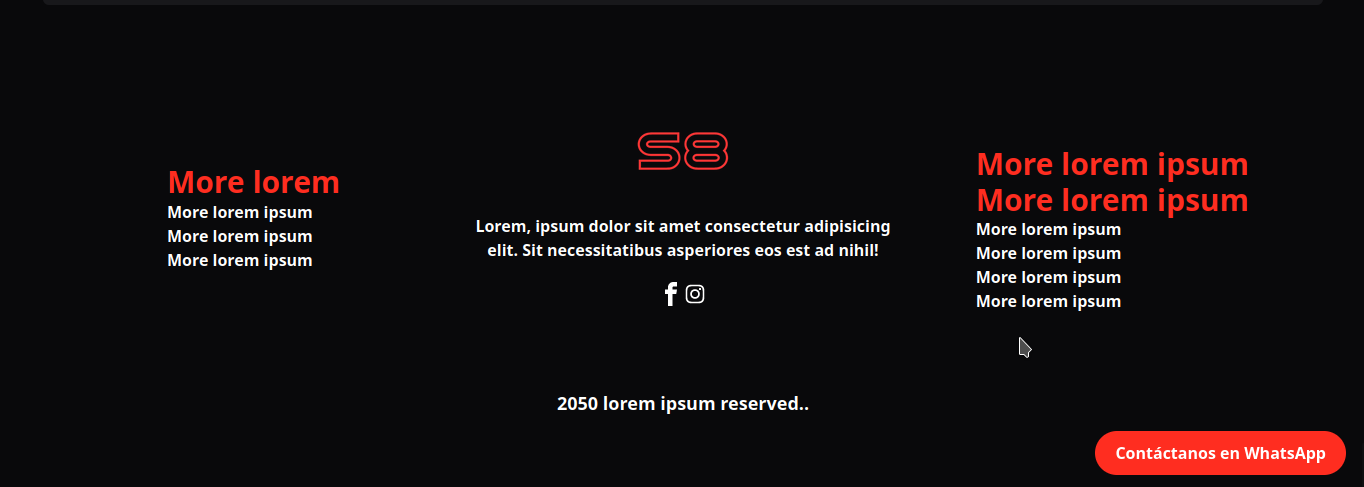 More lorem
More lorem ipsum
More lorem ipsum
More lorem ipsum
S8
Lorem, ipsum dolor sit amet consectetur adipisicing
elit. Sit necessitatibus asperiores eos est ad nihil!
More lorem ipsum
More lorem ipsum
More lorem ipsum
More lorem ipsum
More lorem ipsum
More lorem ipsum
2050 lorem ipsum reserved..
Contáctanos en WhatsApp